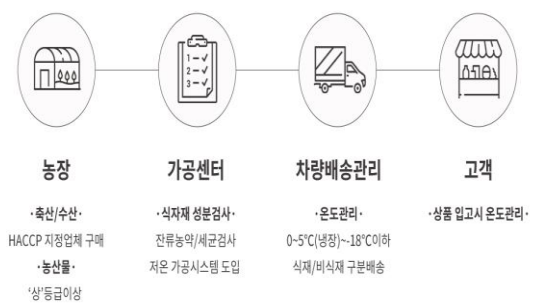 1
2
3
농장
·축산/수산·
HACCP 지정업체 구매
·농산물·
'상'등급이상
가공센터
·식자재 성분검사·
잔류농약/세균검사
저온 가공시스템 도입
차량배송관리
·온도관리·
0~5℃(냉장)~-18℃이하
식재/비식재 구분배송
고객
·상품 입고시 온도관리·